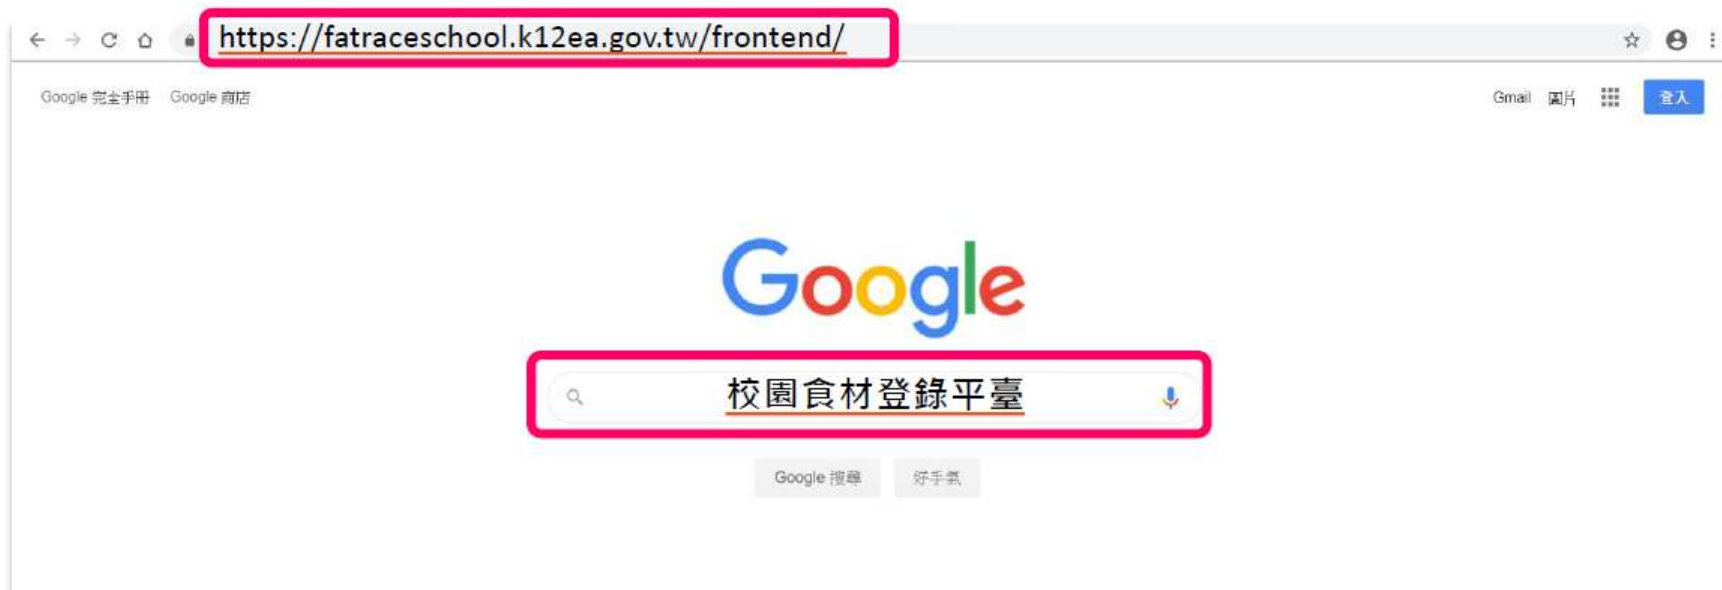 https://fatraceschool.k12ea.gov.tw/frontend/
Google 完全手冊 Google 商店 Gmail 圖片 登入
Google
校園食材登錄平臺
Google 搜尋 好手氣